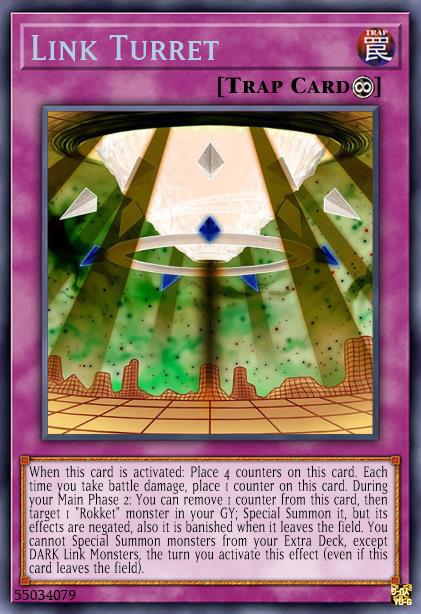 Link Turret
TRAP
罠
[Trap Card]
When this card is activated: Place 4 counters on this card. Each
time you take battle damage, place 1 counter on this card. During
your Main Phase 2: You can remove 1 counter from this card, then
target 1 "Rokket" monster in your GY; Special Summon it, but its
effects are negated, also it is banished when it leaves the field. You
cannot Special Summon monsters from your Extra Deck, except
DARK Link Monsters, the turn you activate this effect (even if this
card leaves the field).
55034079